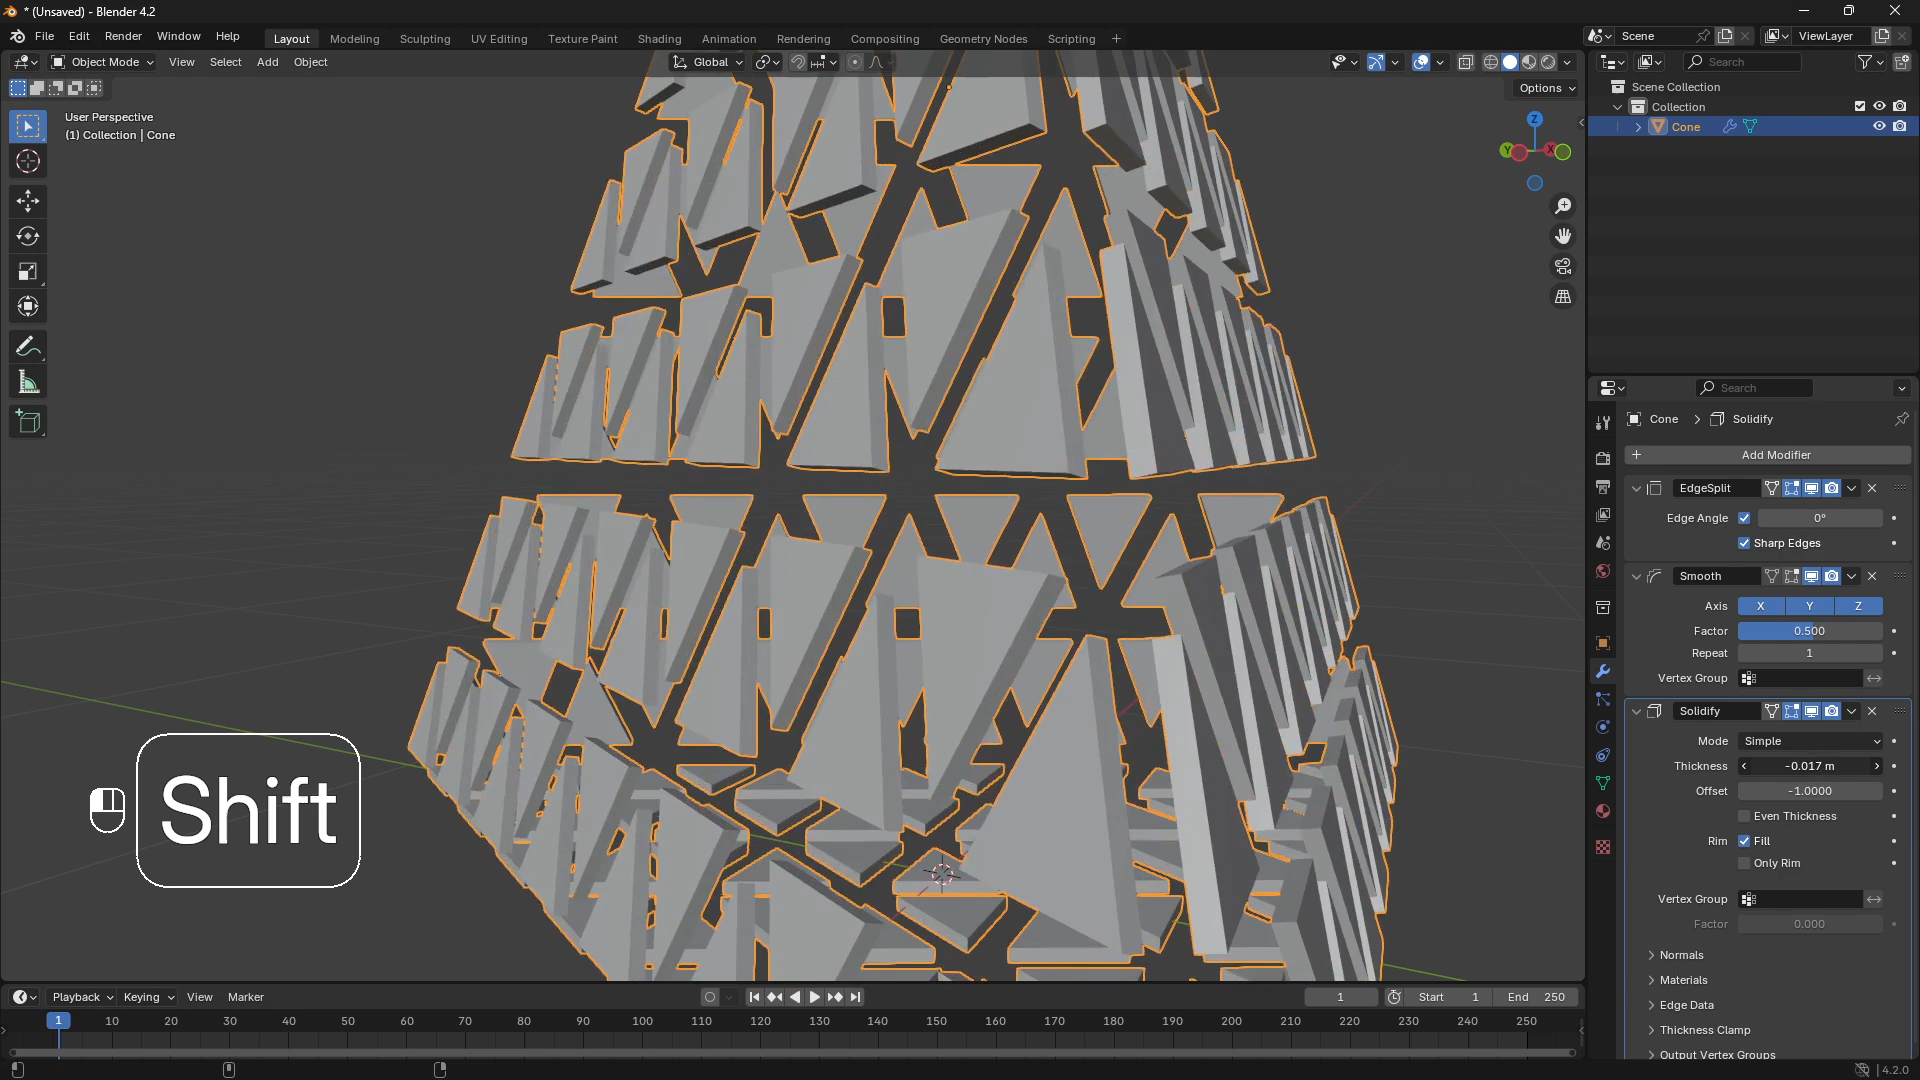 * (Unsaved) - Blender 4.2
File Edit Render Window Help Layout Modeling Sculpting UV Editing Texture Paint Shading Animation Rendering Compositing Geometry Nodes Scripting + Scene ViewLayer
Object Mode View Select Add Object Global Search
Options
User Perspective
(1) Collection | Cone
Z
Y X
Scene Collection
Collection
Cone
Search
Cone > Solidify
+ Add Modifier
EdgeSplit
Edge Angle 0°
Sharp Edges
Smooth
Axis X Y Z
Factor 0.500
Repeat 1
Vertex Group
Solidify
Mode Simple
Thickness -0.017 m
Offset -1.0000
Even Thickness
Rim Fill
Only Rim
Vertex Group
Factor 0.000
Normals
Materials
Edge Data
Thickness Clamp
Output Vertex Groups
Shift
Playback Keying View Marker 1 Start 1 End 250
1 10 20 30 40 50 60 70 80 90 100 110 120 130 140 150 160 170 180 190 200 210 220 230 240 250
4.2.0